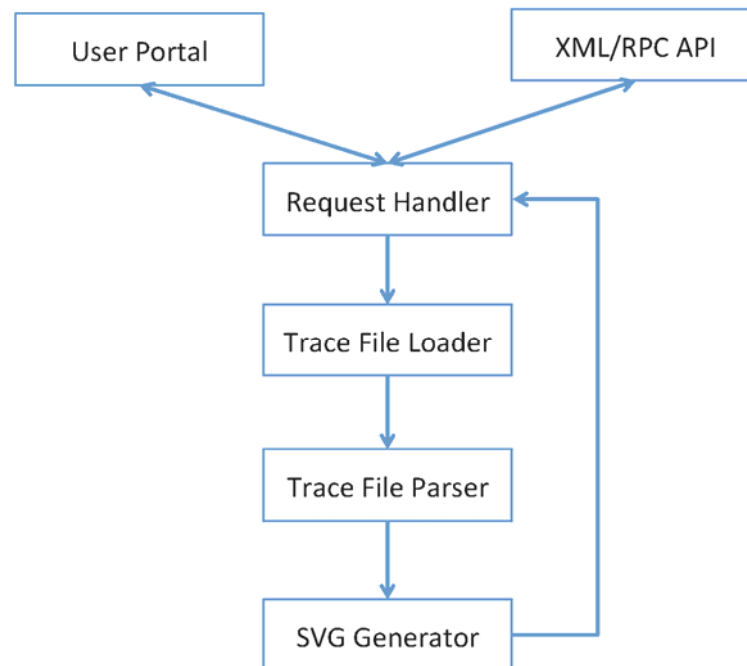 User Portal
XML/RPC API
Request Handler
Trace File Loader
Trace File Parser
SVG Generator